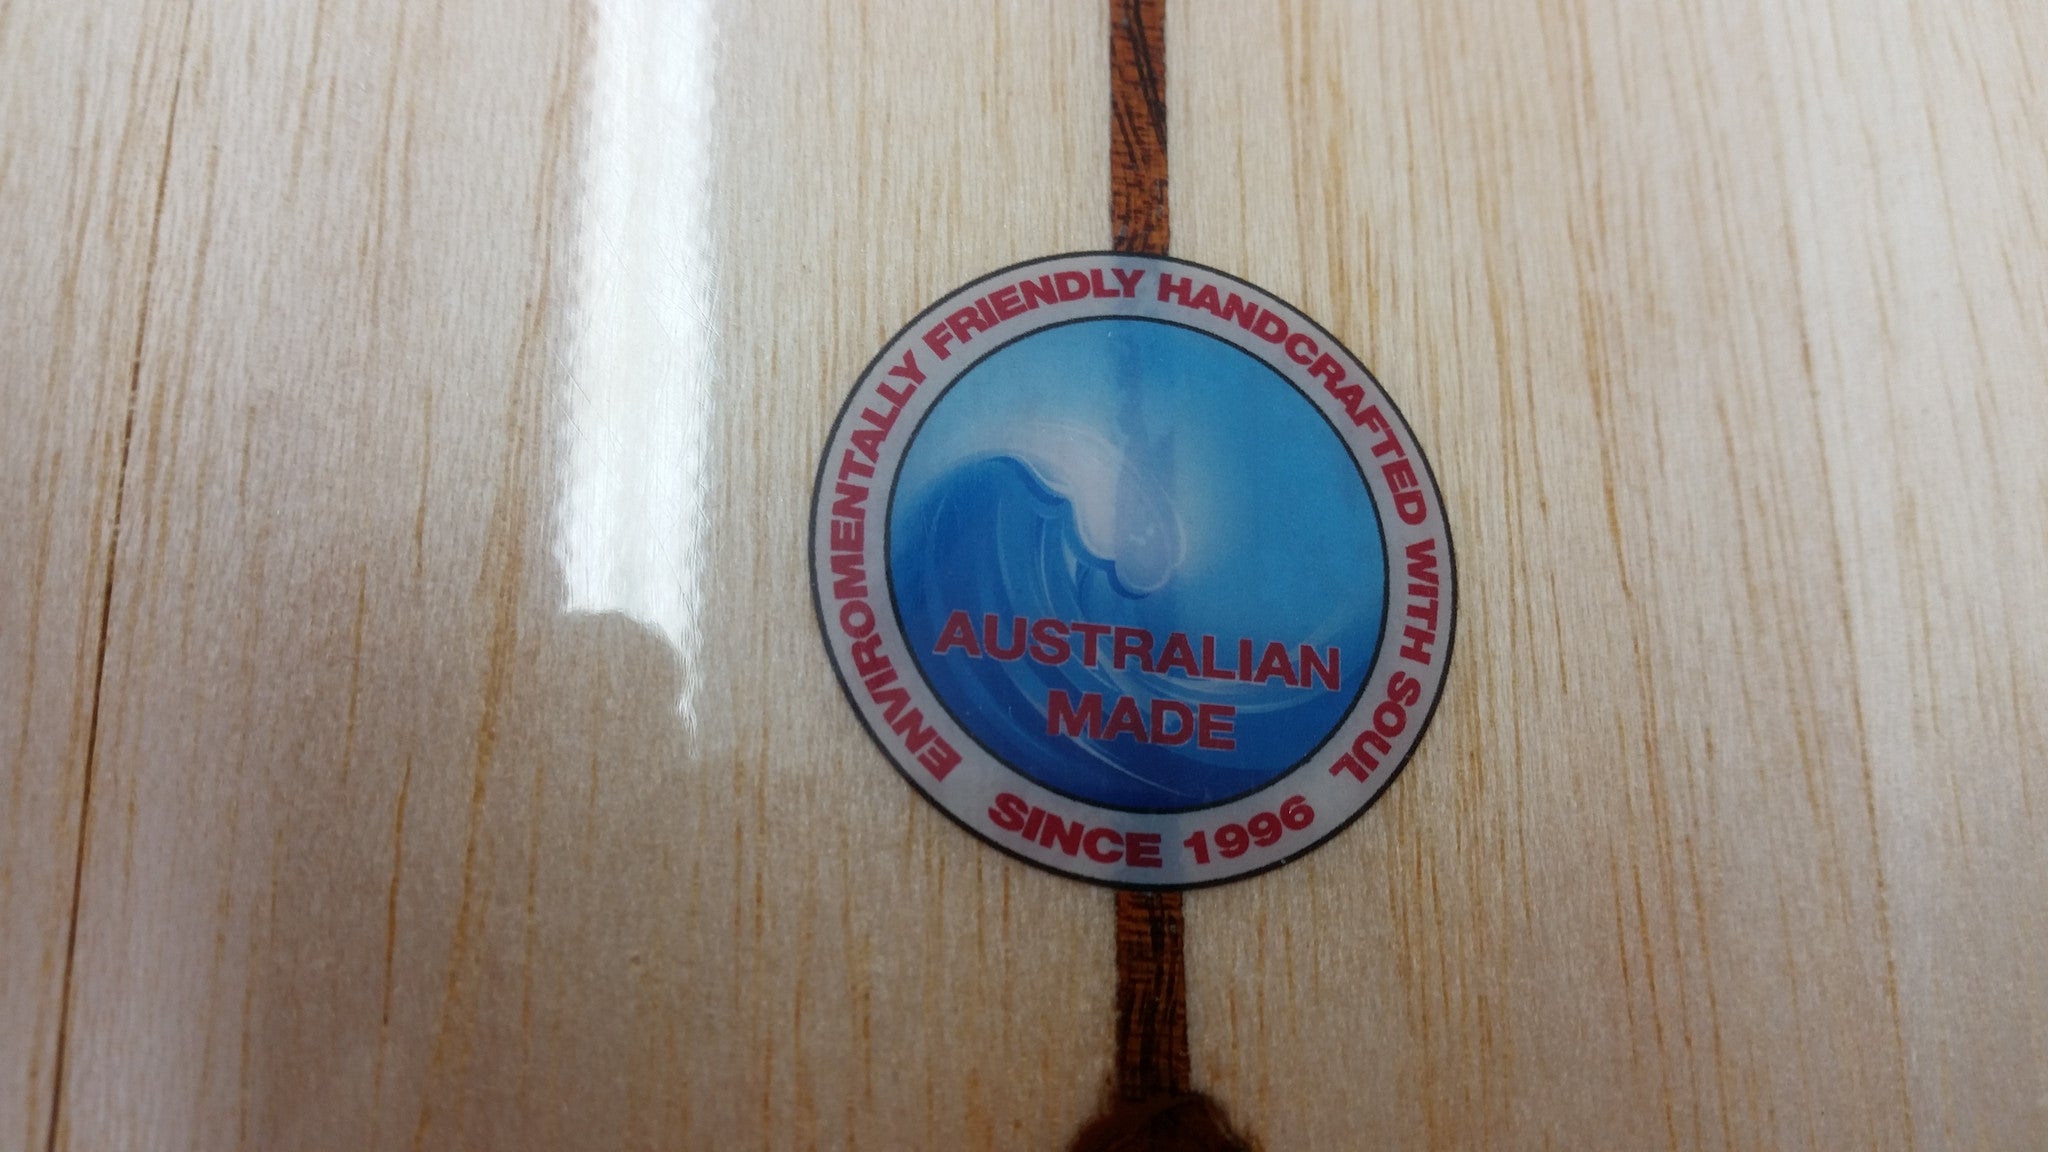 ENVIROMENTALLY FRIENDLY HANDCRAFTED WITH SOUL
AUSTRALIAN
MADE
SINCE 1996